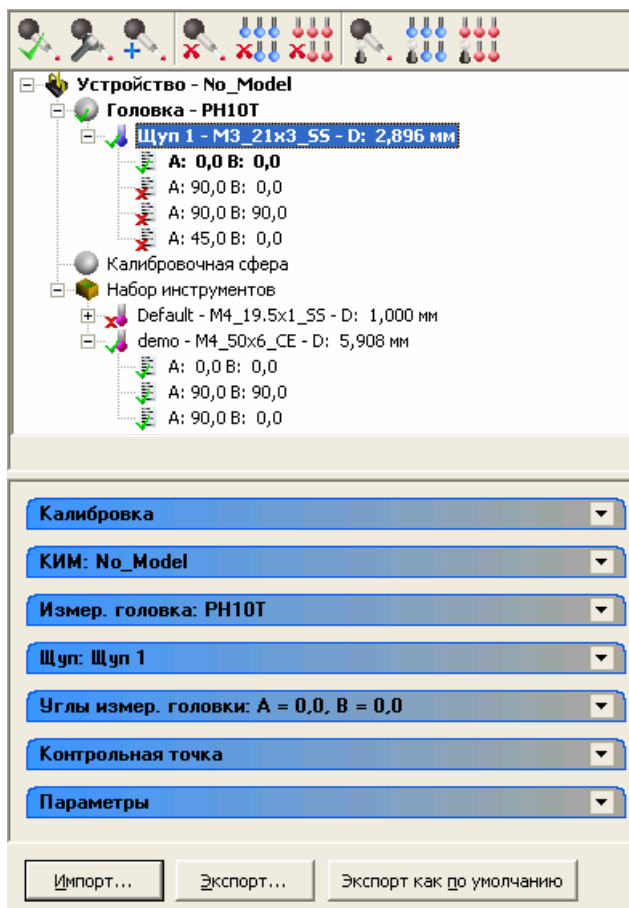 Устройство - No_Model
Головка - PH10T
Щуп 1 - M3_21x3_SS - D: 2,896 мм
A: 0,0 B: 0,0
A: 90,0 B: 0,0
A: 90,0 B: 90,0
A: 45,0 B: 0,0
Калибровочная сфера
Набор инструментов
Default - M4_19.5x1_SS - D: 1,000 мм
demo - M4_50x6_CE - D: 5,908 мм
A: 0,0 B: 0,0
A: 90,0 B: 90,0
A: 90,0 B: 0,0
Калибровка
КИМ: No_Model
Измер. головка: PH10T
Щуп: Щуп 1
Углы измер. головки: A = 0,0, B = 0,0
Контрольная точка
Параметры
Импорт... Экспорт... Экспорт как по умолчанию